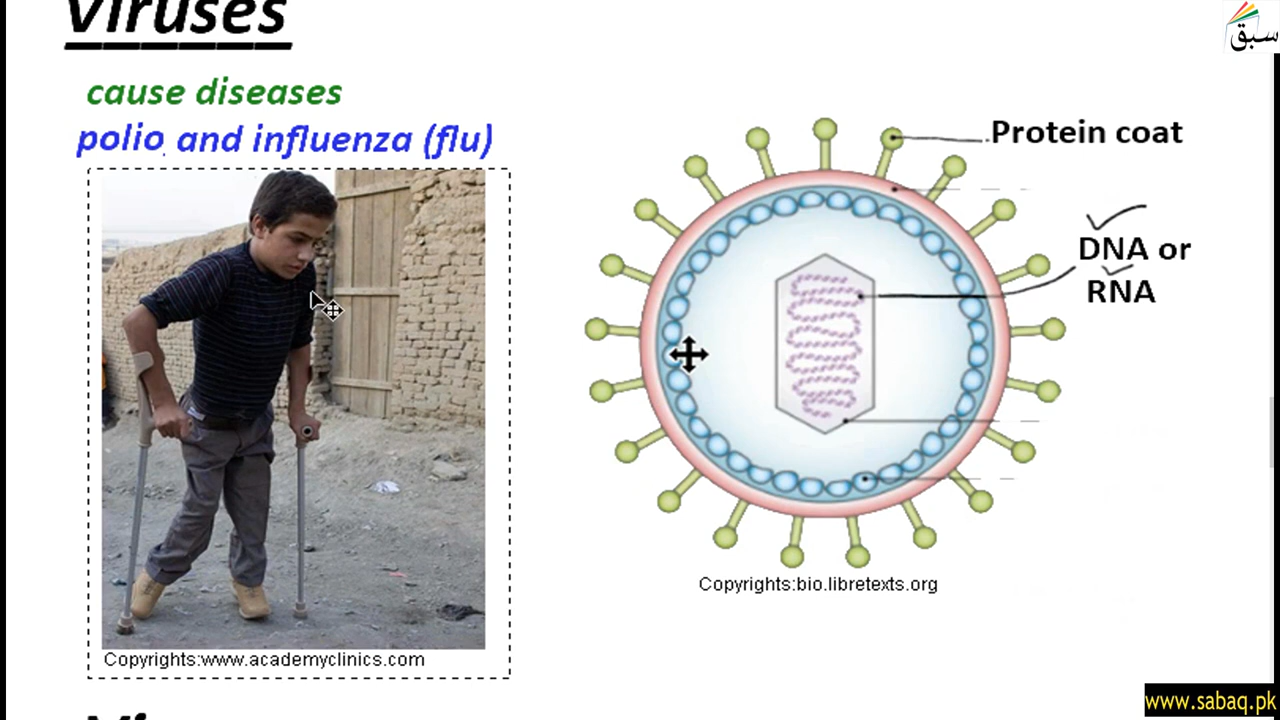 Viruses
cause diseases
polio and influenza (flu)
Protein coat
DNA or
RNA
Copyrights:bio.libretexts.org
Copyrights:www.academyclinics.com
سبق
www.sabaq.pk